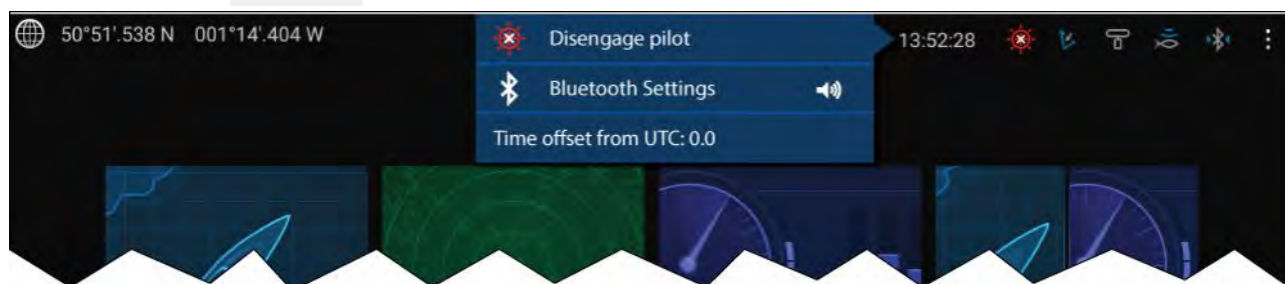 50°51'.538 N 001°14'.404 W
Disengage pilot
13:52:28
Bluetooth Settings
Time offset from UTC: 0.0